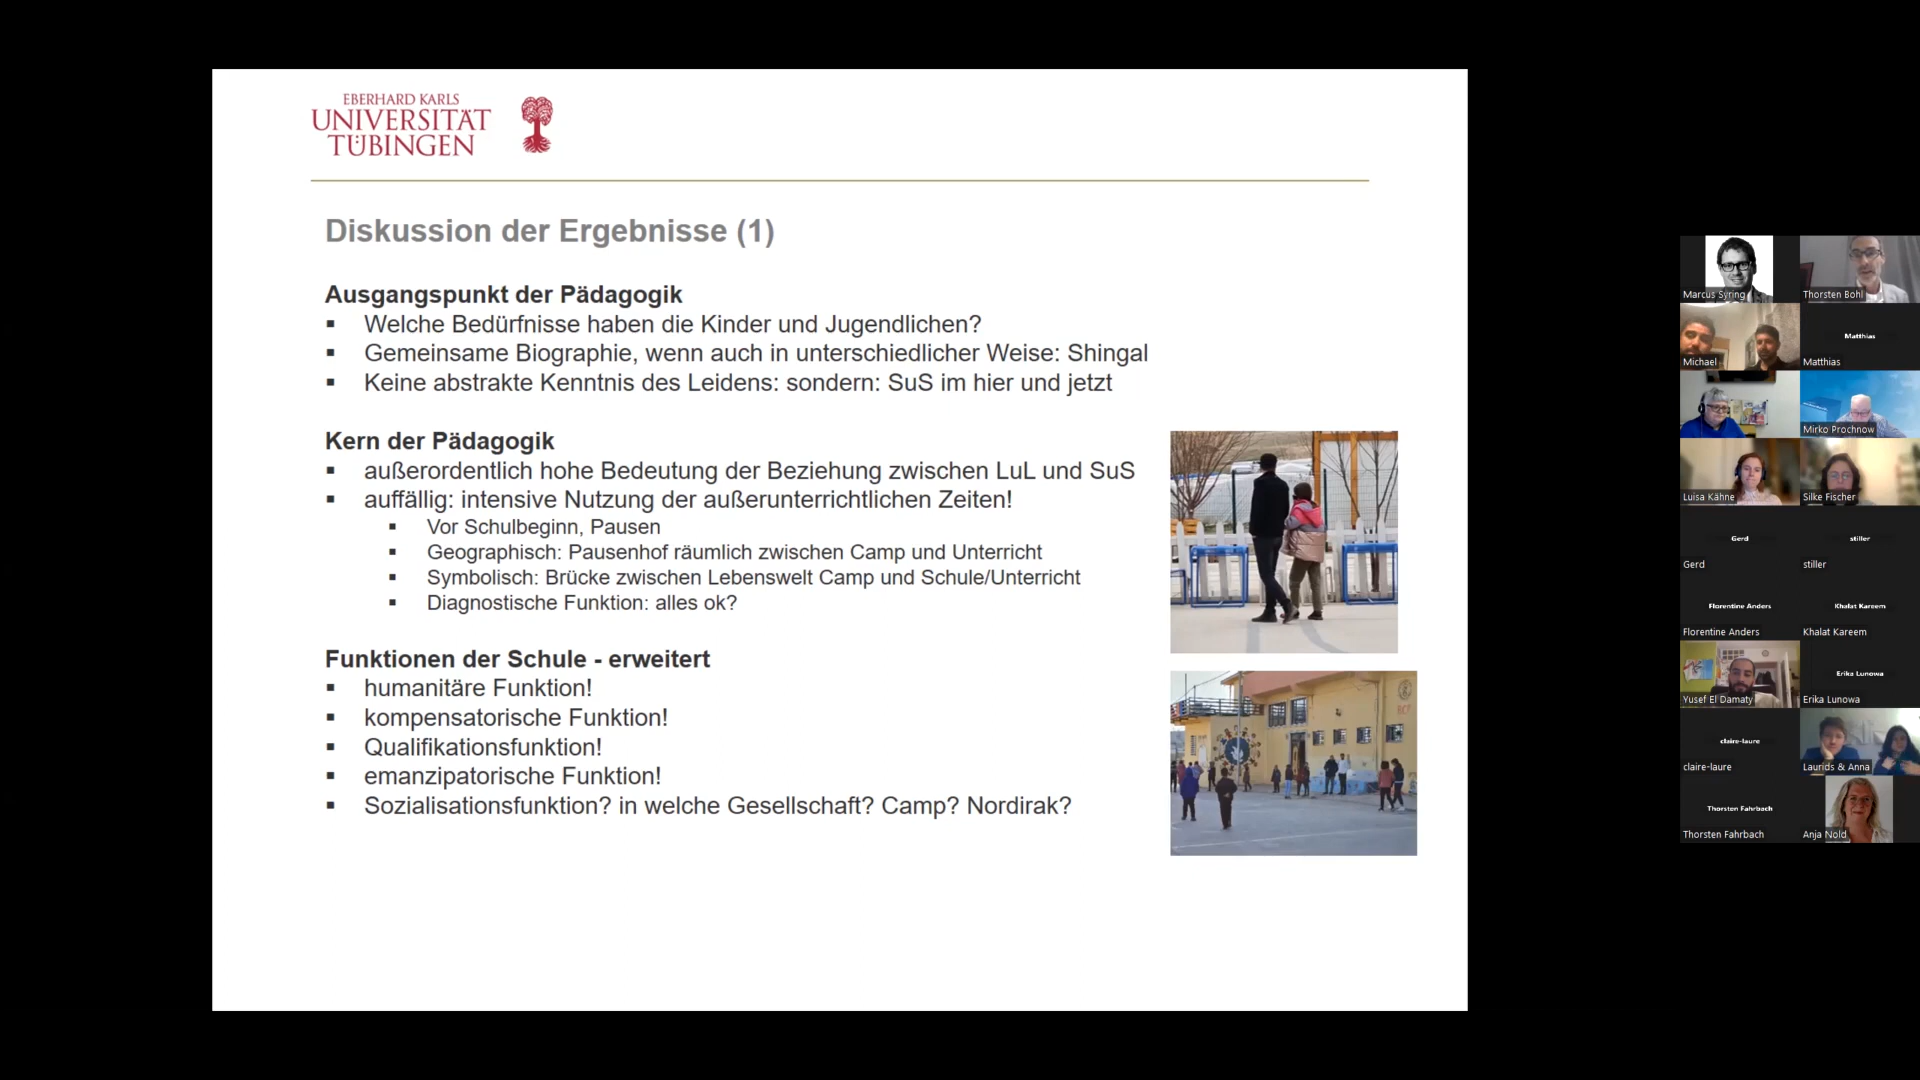 EBERHARD KARLS
UNIVERSITÄT
TÜBINGEN
Diskussion der Ergebnisse (1)
Ausgangspunkt der Pädagogik
▪ Welche Bedürfnisse haben die Kinder und Jugendlichen?
▪ Gemeinsame Biographie, wenn auch in unterschiedlicher Weise: Shingal
▪ Keine abstrakte Kenntnis des Leidens: sondern: SuS im hier und jetzt
Kern der Pädagogik
▪ außerordentlich hohe Bedeutung der Beziehung zwischen LuL und SuS
▪ auffällig: intensive Nutzung der außerunterrichtlichen Zeiten!
▪ Vor Schulbeginn, Pausen
▪ Geographisch: Pausenhof räumlich zwischen Camp und Unterricht
▪ Symbolisch: Brücke zwischen Lebenswelt Camp und Schule/Unterricht
▪ Diagnostische Funktion: alles ok?
Funktionen der Schule - erweitert
▪ humanitäre Funktion!
▪ kompensatorische Funktion!
▪ Qualifikationsfunktion!
▪ emanzipatorische Funktion!
▪ Sozialisationsfunktion? in welche Gesellschaft? Camp? Nordirak?
Marcus Syring
Thorsten Bohl
Michael
Matthias
Matthias
Mirko Prochnow
Luisa Kähne
Silke Fischer
Gerd
Gerd
stiller
stiller
Florentine Anders
Florentine Anders
Khalat Kareem
Khalat Kareem
Yusef El Damaty
Erika Lunowa
Erika Lunowa
claire-laure
claire-laure
Laurids & Anna
Thorsten Fahrbach
Thorsten Fahrbach
Anja Nold